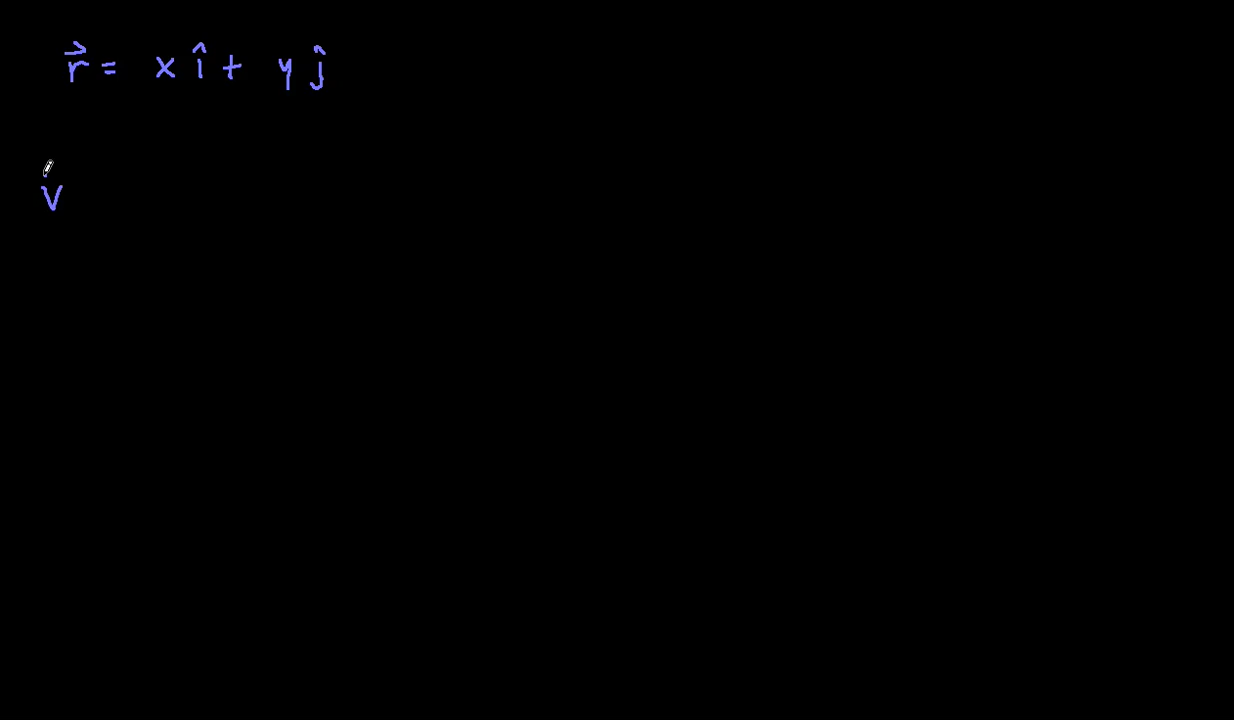 r⃗ = x î + y ĵ
v